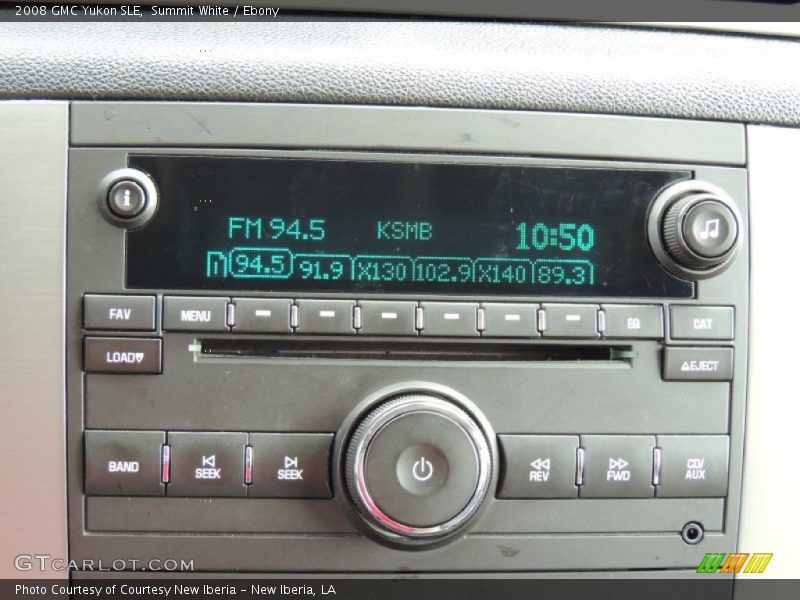 2008 GMC Yukon SLE, Summit White / Ebony
i
FM 94.5 KSMB 10:50
94.5 91.9 X130 102.9 X140 89.3
FAV MENU EQ CAT
LOAD EJECT
BAND SEEK SEEK REV FWD CD/AUX
GTCARLOT.COM
Photo Courtesy of Courtesy New Iberia - New Iberia, LA